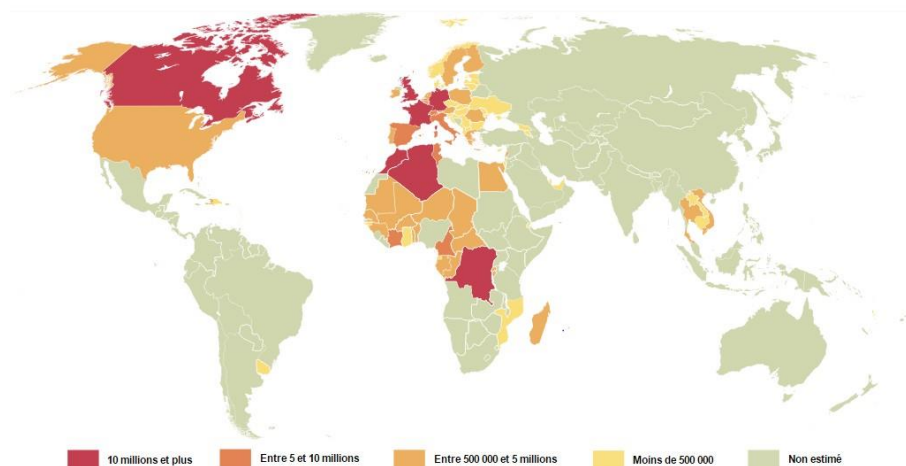 10 millions et plus
Entre 5 et 10 millions
Entre 500 000 et 5 millions
Moins de 500 000
Non estimé